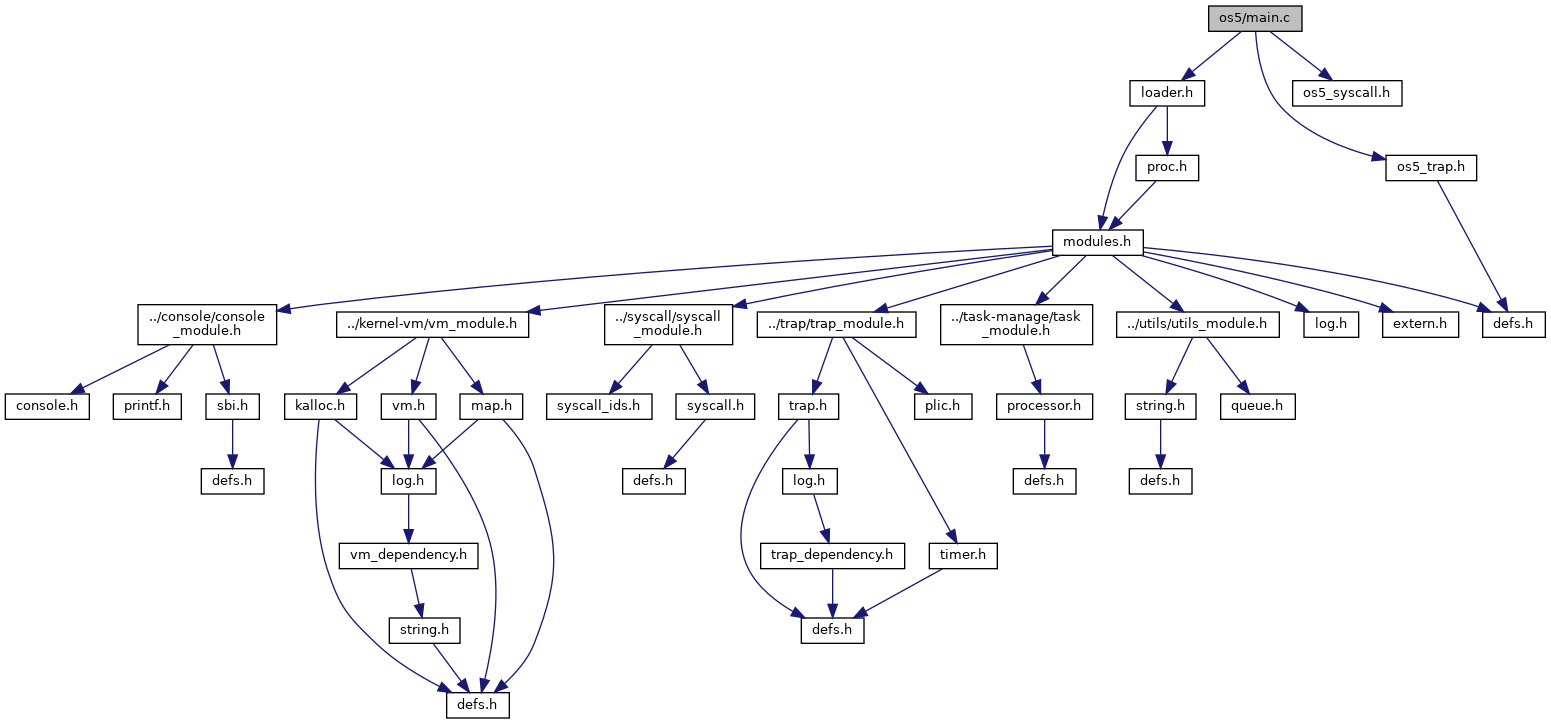 os5/main.c
loader.h
os5_syscall.h
proc.h
os5_trap.h
modules.h
../console/console
_module.h
../kernel-vm/vm_module.h
../syscall/syscall
_module.h
../trap/trap_module.h
../task-manage/task
_module.h
../utils/utils_module.h
log.h
extern.h
defs.h
console.h
printf.h
sbi.h
kalloc.h
vm.h
map.h
syscall_ids.h
syscall.h
trap.h
plic.h
processor.h
string.h
queue.h
defs.h
log.h
defs.h
log.h
defs.h
defs.h
vm_dependency.h
trap_dependency.h
timer.h
string.h
defs.h
defs.h